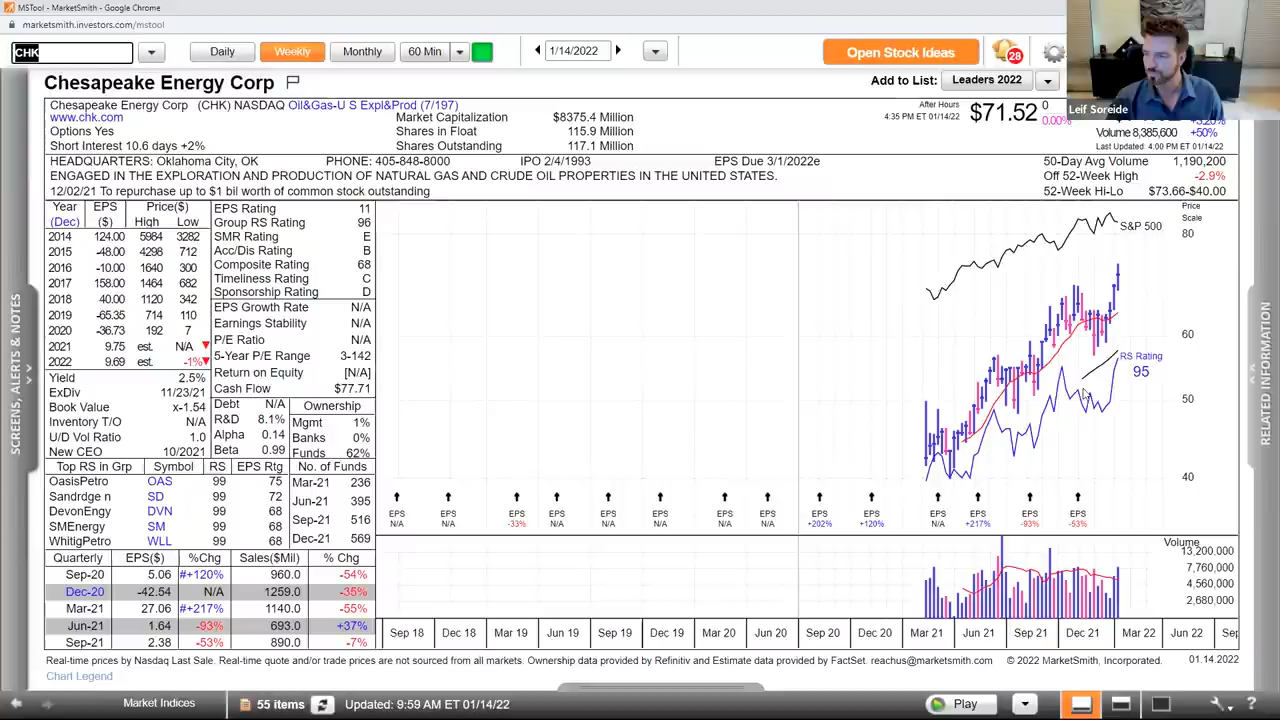 MSTool - MarketSmith - Google Chrome
marketsmith.investors.com/mstool
CHK
Daily
Weekly
Monthly
60 Min
1/14/2022
Open Stock Ideas
28
Chesapeake Energy Corp
Add to List:
Leaders 2022
Leif Soreide
Chesapeake Energy Corp (CHK) NASDAQ Oil&Gas-U S Expl&Prod (7/197)
After Hours
4:35 PM ET 01/14/22
$71.52
0
0.00%
www.chk.com
Market Capitalization $8375.4 Million
Options Yes
Shares in Float 115.9 Million
Volume 8,385,600 +50%
Short Interest 10.6 days +2%
Shares Outstanding 117.1 Million
Last Updated: 4:00 PM ET 01/14/22
HEADQUARTERS: Oklahoma City, OK PHONE: 405-848-8000 IPO 2/4/1993 EPS Due 3/1/2022e
50-Day Avg Volume 1,190,200
ENGAGED IN THE EXPLORATION AND PRODUCTION OF NATURAL GAS AND CRUDE OIL PROPERTIES IN THE UNITED STATES.
Off 52-Week High -2.9%
12/02/21 To repurchase up to $1 bil worth of common stock outstanding
52-Week Hi-Lo $73.66-$40.00
Year EPS Price($)
(Dec) ($) High Low
2014 124.00 5984 3282
2015 -48.00 4298 712
2016 -10.00 1640 300
2017 158.00 1464 682
2018 40.00 1120 342
2019 -65.35 714 110
2020 -36.73 192 7
2021 9.75 est. N/A
2022 9.69 est. -1%
Yield 2.5%
ExDiv 11/23/21
Book Value x-1.54
Inventory T/O N/A
U/D Vol Ratio 1.0
New CEO 10/2021
EPS Rating 11
Group RS Rating 96
SMR Rating E
Acc/Dis Rating B
Composite Rating 68
Timeliness Rating C
Sponsorship Rating D
EPS Growth Rate N/A
Earnings Stability N/A
P/E Ratio N/A
5-Year P/E Range 3-142
Return on Equity [N/A]
Cash Flow $77.71
Debt N/A
R&D 8.1%
Alpha 0.14
Beta 0.99
Ownership
Mgmt 1%
Banks 0%
Funds 62%
Top RS in Grp Symbol RS EPS Rtg
OasisPetro OAS 99 75
Sandrdge n SD 99 72
DevonEngy DVN 99 68
SMEnergy SM 99 68
WhitigPetro WLL 99 68
No. of Funds
Mar-21 236
Jun-21 395
Sep-21 516
Dec-21 569
Quarterly EPS($) %Chg Sales($Mil) % Chg
Sep-20 5.06 #+120% 960.0 -54%
Dec-20 -42.54 N/A 1259.0 -35%
Mar-21 27.06 #+217% 1140.0 -55%
Jun-21 1.64 -93% 693.0 +37%
Sep-21 2.38 -53% 890.0 -7%
Price
Scale
S&P 500
80
60
RS Rating
95
50
40
EPS EPS EPS EPS EPS EPS EPS EPS EPS EPS EPS EPS EPS EPS
N/A N/A -33% N/A N/A N/A N/A N/A +202% +120% N/A +217% -93% -53%
Volume
13,200,000
7,760,000
4,560,000
2,680,000
Sep 18 Dec 18 Mar 19 Jun 19 Sep 19 Dec 19 Mar 20 Jun 20 Sep 20 Dec 20 Mar 21 Jun 21 Sep 21 Dec 21 Mar 22 Jun 22
Real-time prices by Nasdaq Last Sale. Real-time quote and/or trade prices are not sourced from all markets. Ownership data provided by Refinitiv and Estimate data provided by FactSet. reachus@marketsmith.com © 2022 MarketSmith, Incorporated. 01.14.2022
Chart Legend
SCREENS, ALERTS & NOTES
RELATED INFORMATION
Market Indices
55 items
Updated: 9:59 AM ET 01/14/22
Play
?